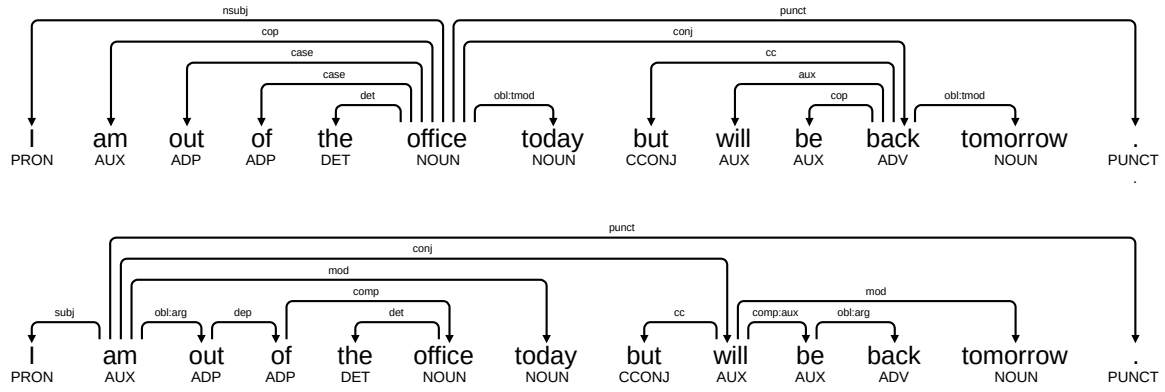 nsubj punct
cop conj
case cc
case aux
det obl:tmod cop obl:tmod
I am out of the office today but will be back tomorrow .
PRON AUX ADP ADP DET NOUN NOUN CCONJ AUX AUX ADV NOUN PUNCT
.
punct
conj
mod
comp mod
subj obl:arg dep det cc comp:aux obl:arg
I am out of the office today but will be back tomorrow .
PRON AUX ADP ADP DET NOUN NOUN CCONJ AUX AUX ADV NOUN PUNCT